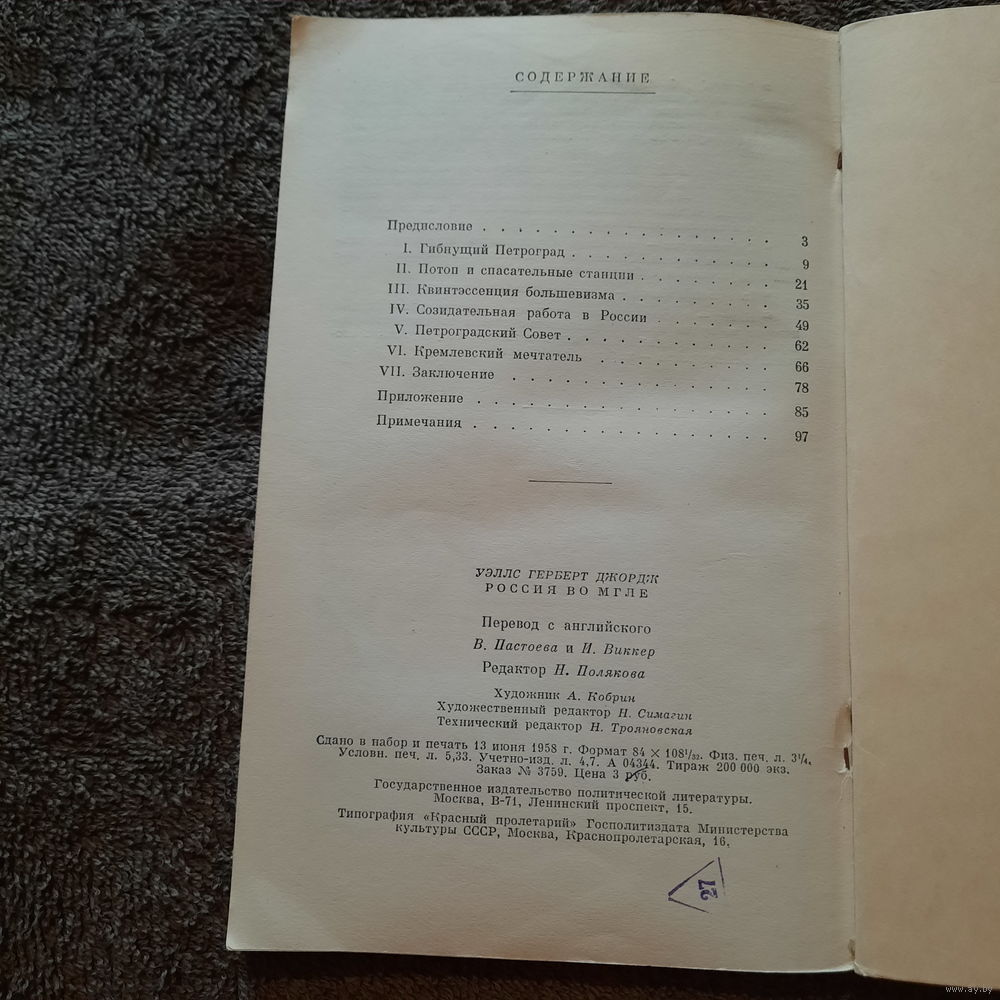 СОДЕРЖАНИЕ
Предисловие . . . . . . . . . . . . . . . . 3
I. Гибнущий Петроград . . . . . . . . . . . 9
II. Потоп и спасательные станции . . . . . . . 21
III. Квинтэссенция большевизма . . . . . . . . 35
IV. Созидательная работа в России . . . . . . 49
V. Петроградский Совет . . . . . . . . . . . 62
VI. Кремлевский мечтатель . . . . . . . . . . 66
VII. Заключение . . . . . . . . . . . . . . 78
Приложение . . . . . . . . . . . . . . . . 85
Примечания . . . . . . . . . . . . . . . . 97
УЭЛЛС ГЕРБЕРТ ДЖОРДЖ
РОССИЯ ВО МГЛЕ
Перевод с английского
В. Пастоева и И. Виккер
Редактор Н. Полякова
Художник А. Кобрин
Художественный редактор Н. Симагин
Технический редактор Н. Трояновская
Сдано в набор и печать 13 июня 1958 г. Формат 84 × 108¹/₃₂. Физ. печ. л. 3¹/₄.
Условн. печ. л. 5,33. Учетно-изд. л. 4,7. А 04344. Тираж 200 000 экз.
Заказ № 3759. Цена 3 руб.
Государственное издательство политической литературы.
Москва, В-71, Ленинский проспект, 15.
Типография «Красный пролетарий» Госполитиздата Министерства
культуры СССР, Москва, Краснопролетарская, 16.
27
www.ay.by